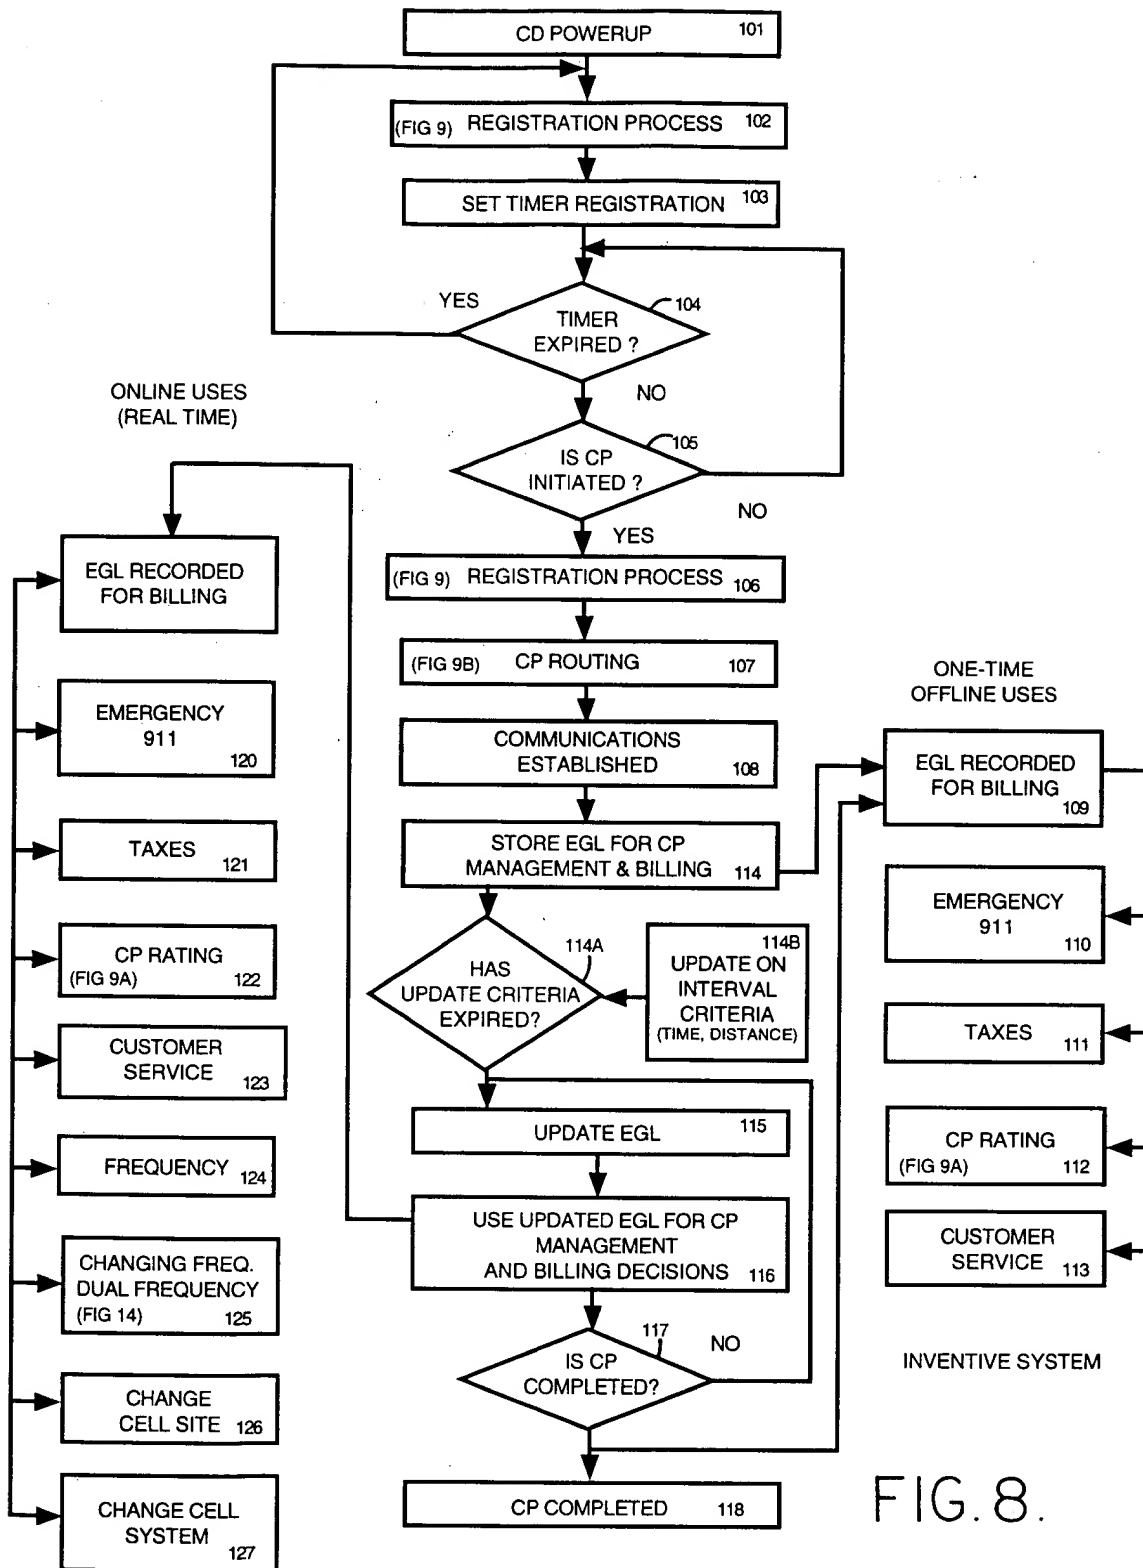 CD POWERUP 101
(FIG 9) REGISTRATION PROCESS 102
SET TIMER REGISTRATION 103
YES
104
TIMER
EXPIRED ?
NO
105
IS CP
INITIATED ?
NO
YES
(FIG 9) REGISTRATION PROCESS 106
(FIG 9B) CP ROUTING 107
COMMUNICATIONS
ESTABLISHED 108
STORE EGL FOR CP
MANAGEMENT & BILLING 114
114A
HAS
UPDATE CRITERIA
EXPIRED?
114B
UPDATE ON
INTERVAL
CRITERIA
(TIME, DISTANCE)
UPDATE EGL 115
USE UPDATED EGL FOR CP
MANAGEMENT
AND BILLING DECISIONS 116
117
NO
IS CP
COMPLETED?
CP COMPLETED 118
ONLINE USES
(REAL TIME)
EGL RECORDED
FOR BILLING
EMERGENCY
911
120
TAXES
121
CP RATING
(FIG 9A) 122
CUSTOMER
SERVICE 123
FREQUENCY
124
CHANGING FREQ.
DUAL FREQUENCY
(FIG 14) 125
CHANGE
CELL SITE 126
CHANGE CELL
SYSTEM 127
ONE-TIME
OFFLINE USES
EGL RECORDED
FOR BILLING
109
EMERGENCY
911 110
TAXES 111
CP RATING
(FIG 9A) 112
CUSTOMER
SERVICE 113
INVENTIVE SYSTEM
FIG. 8.